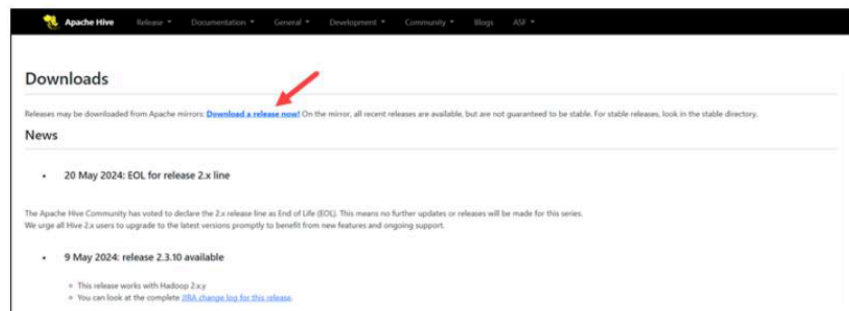 Apache Hive Release Documentation General Development Community Blogs ASF
Downloads
Releases may be downloaded from Apache mirrors: Download a release now! On the mirror, all recent releases are available, but are not guaranteed to be stable. For stable releases, look in the stable directory.
News
• 20 May 2024: EOL for release 2.x line
The Apache Hive Community has voted to declare the 2.x release line as End of Life (EOL). This means no further updates or releases will be made for this series.
We urge all Hive 2.x users to upgrade to the latest versions promptly to benefit from new features and ongoing support.
• 9 May 2024: release 2.3.10 available
○ This release works with Hadoop 2.x.y
○ You can look at the complete JIRA change log for this release.